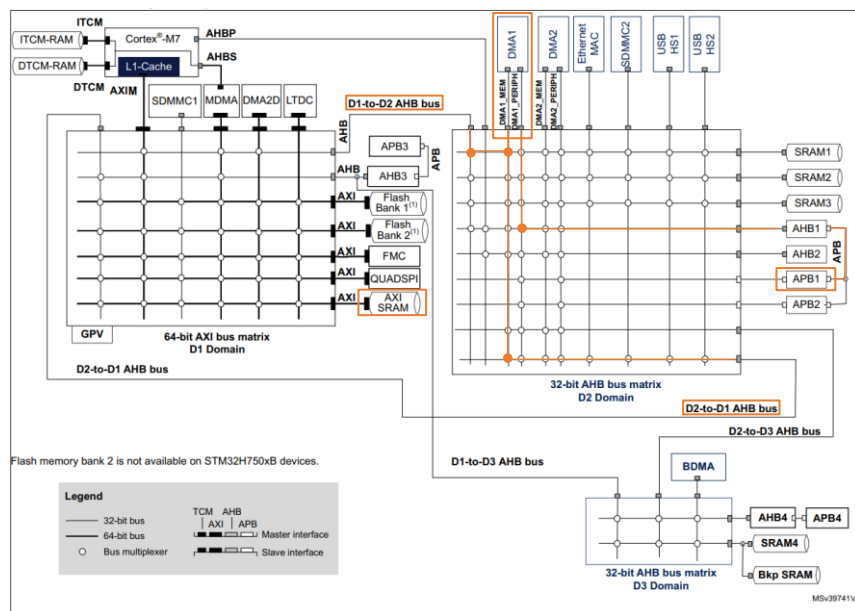 ITCM
ITCM-RAM
Cortex®-M7
AHBP
DTCM-RAM
L1-Cache
AHBS
DTCM
AXIM
SDMMC1
MDMA
DMA2D
LTDC
D1-to-D2 AHB bus
AHB
APB3
APB
AHB
AHB3
AXI
Flash
Bank 1(1)
AXI
Flash
Bank 2(1)
AXI
FMC
AXI
QUADSPI
AXI
AXI
SRAM
GPV
64-bit AXI bus matrix
D1 Domain
D2-to-D1 AHB bus
DMA1
DMA2
Ethernet
MAC
SDMMC2
USB
HS1
USB
HS2
DMA1_MEM
DMA1_PERIPH
DMA2_MEM
DMA2_PERIPH
SRAM1
SRAM2
SRAM3
AHB1
APB
AHB2
APB1
APB2
32-bit AHB bus matrix
D2 Domain
D2-to-D1 AHB bus
D2-to-D3 AHB bus
Flash memory bank 2 is not available on STM32H750xB devices.
D1-to-D3 AHB bus
BDMA
Legend
32-bit bus
64-bit bus
Bus multiplexer
TCM AHB
AXI APB
Master interface
Slave interface
AHB4
APB4
SRAM4
Bkp SRAM
32-bit AHB bus matrix
D3 Domain
MSv39741V